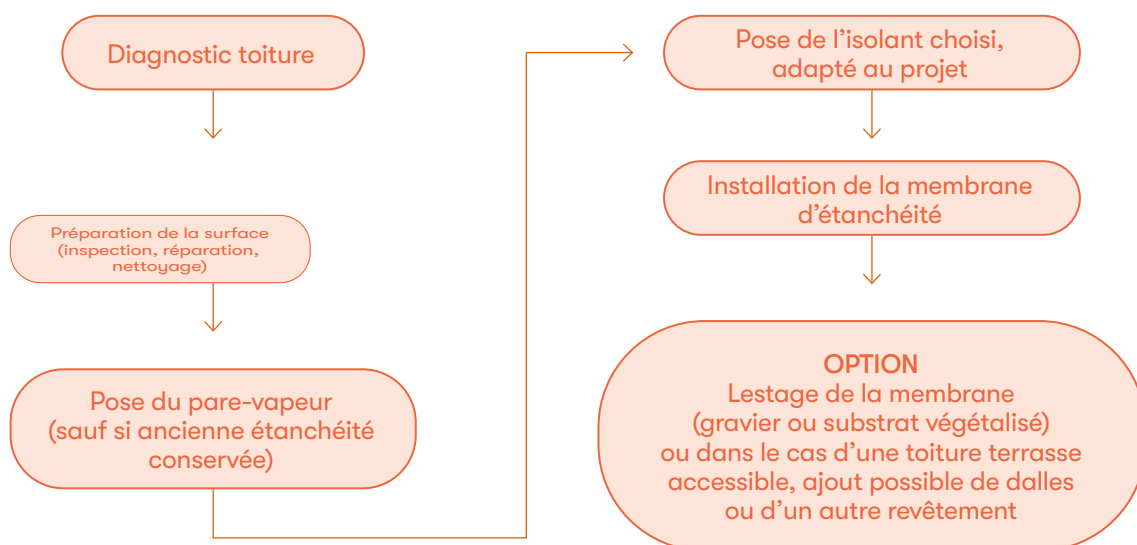 Diagnostic toiture
Préparation de la surface
(inspection, réparation,
nettoyage)
Pose du pare-vapeur
(sauf si ancienne étanchéité
conservée)
Pose de l’isolant choisi,
adapté au projet
Installation de la membrane
d’étanchéité
OPTION
Lestage de la membrane
(gravier ou substrat végétalisé)
ou dans le cas d’une toiture terrasse
accessible, ajout possible de dalles
ou d’un autre revêtement